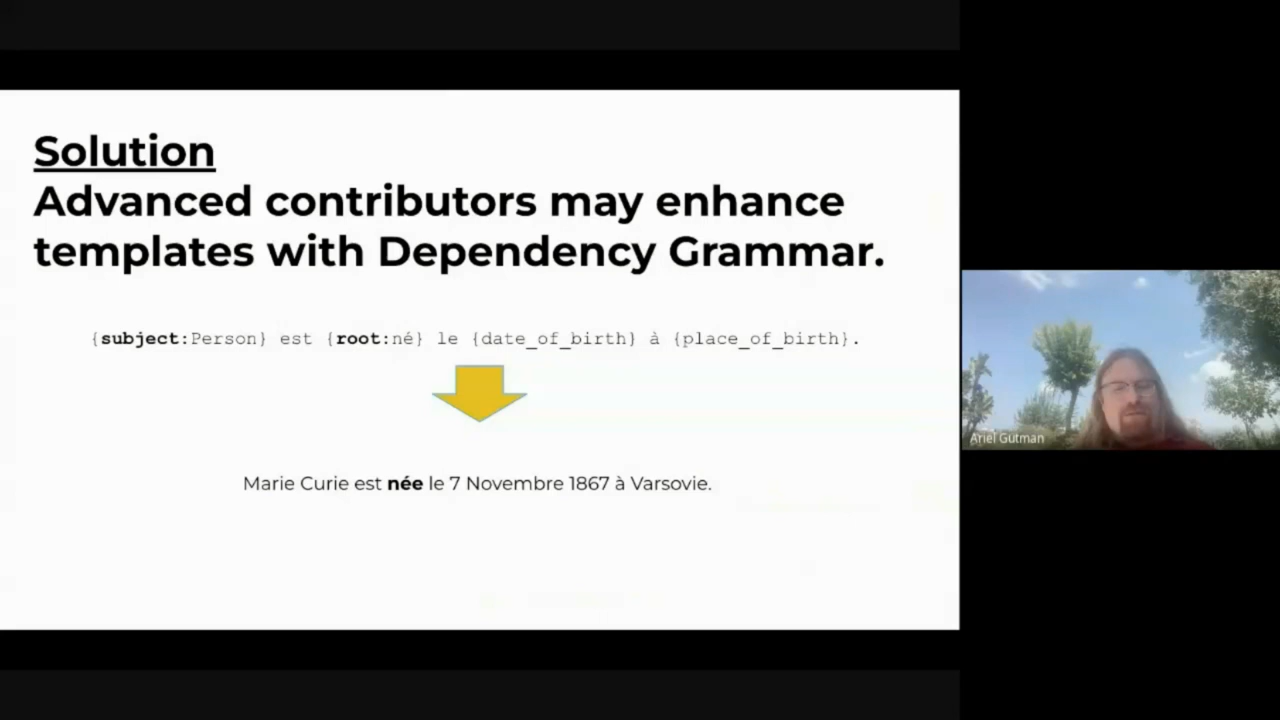 Solution
Advanced contributors may enhance
templates with Dependency Grammar.
{subject:Person} est {root:né} le {date_of_birth} à {place_of_birth}.
Marie Curie est née le 7 Novembre 1867 à Varsovie.
Ariel Gutman